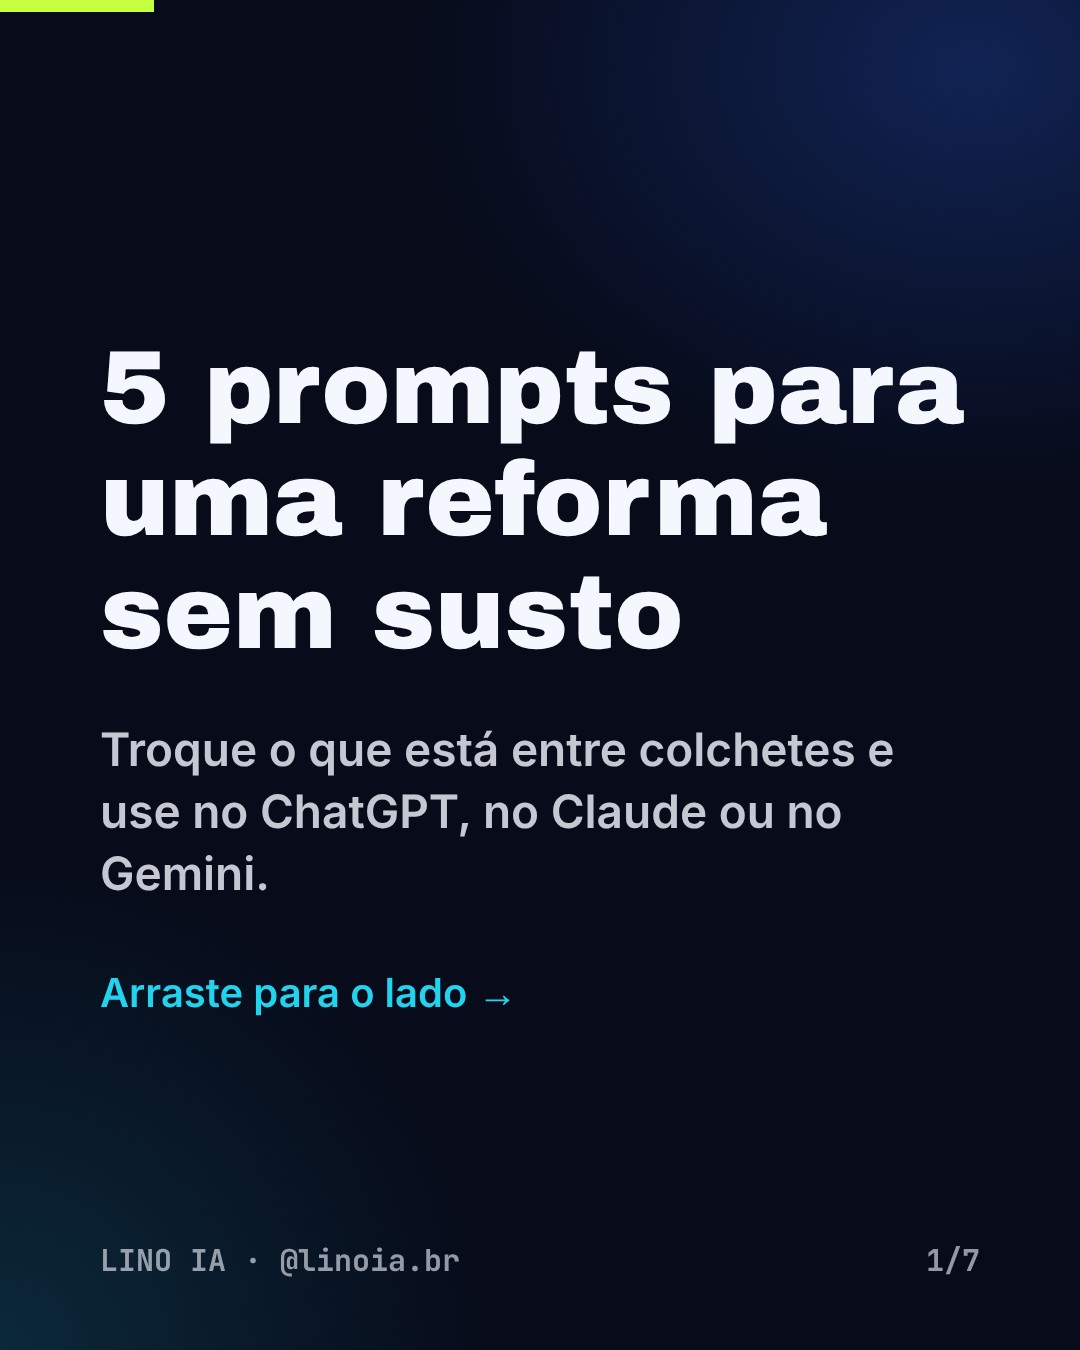 5 prompts para
uma reforma
sem susto
Troque o que está entre colchetes e
use no ChatGPT, no Claude ou no
Gemini.
Arraste para o lado →
LINO IA · @linoia.br
1/7